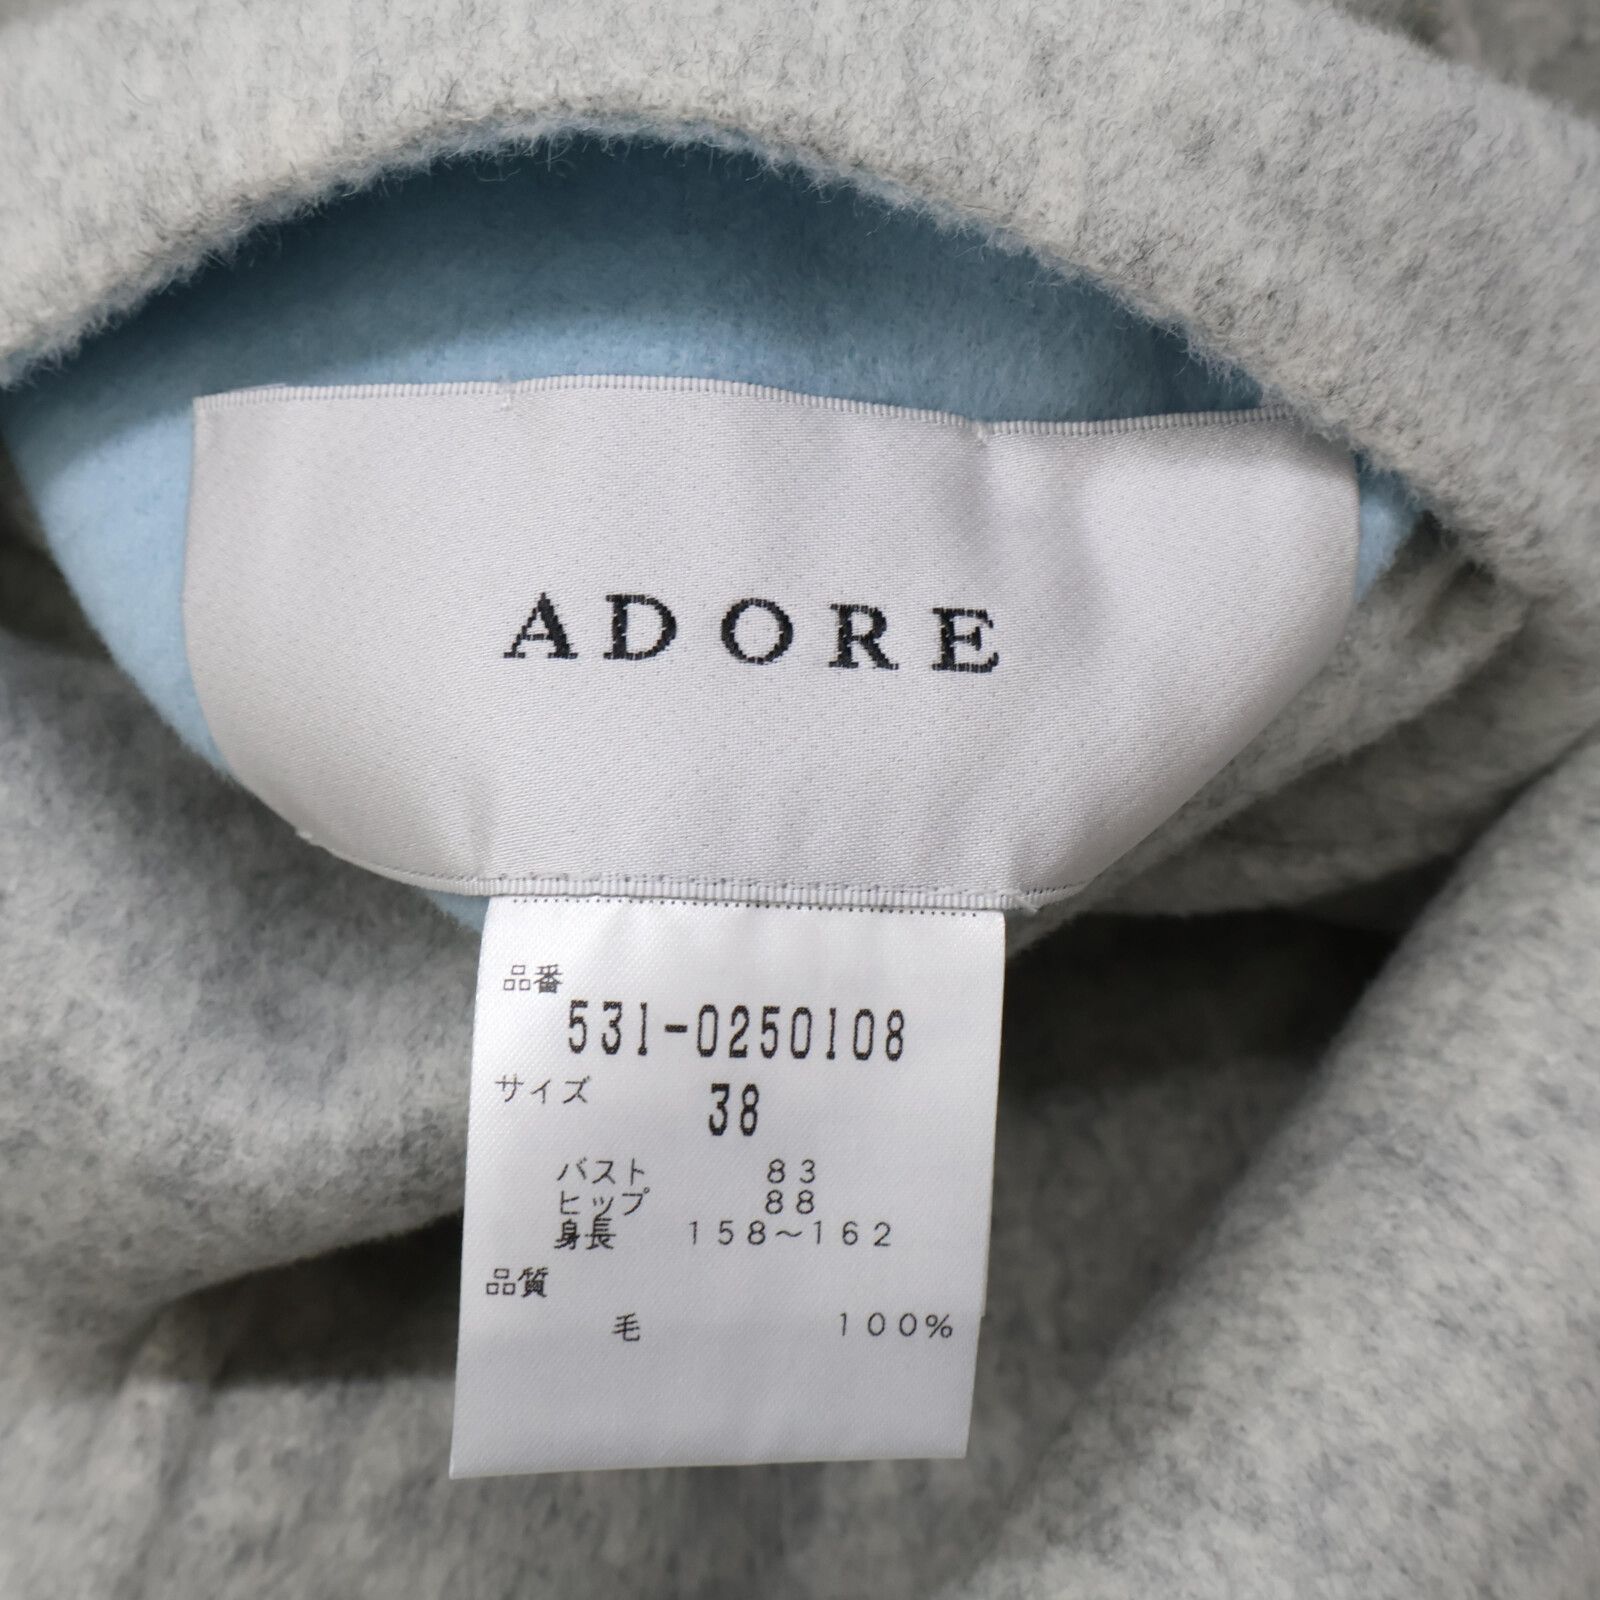 ADORE
品番
531-0250108
サイズ 38
バスト 83
ヒップ 88
身長 158～162
品質
毛 100%